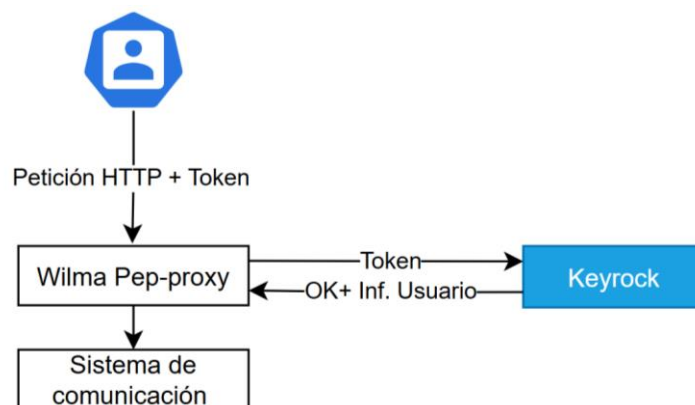 Petición HTTP + Token
Wilma Pep-proxy
Token
OK+ Inf. Usuario
Keyrock
Sistema de
comunicación